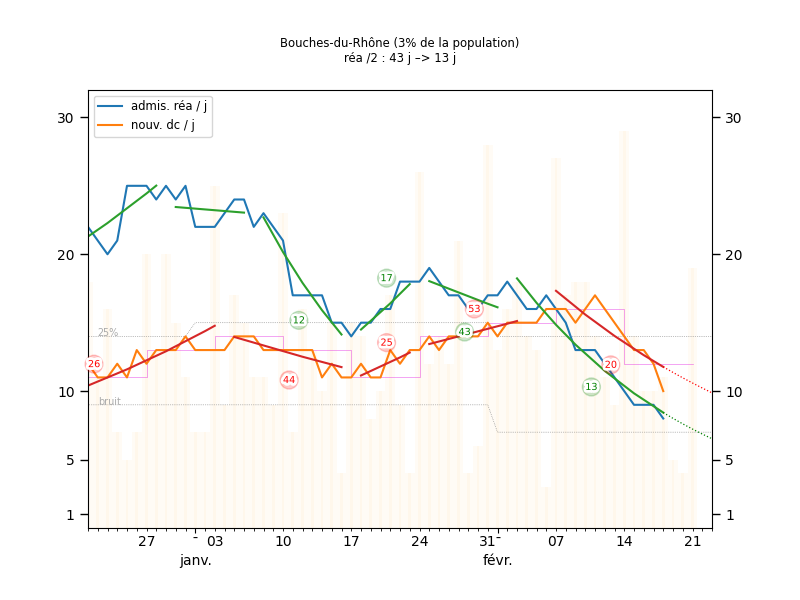 Bouches-du-Rhône (3% de la population)
réa /2 : 43 j –> 13 j
admis. réa / j
nouv. dc / j
30 30
20 20
10 10
5 5
1 1
25%
bruit
26
44
12
17
25
53
43
20
13
27 - 03 10 17 24 31- 07 14 21
janv. févr.